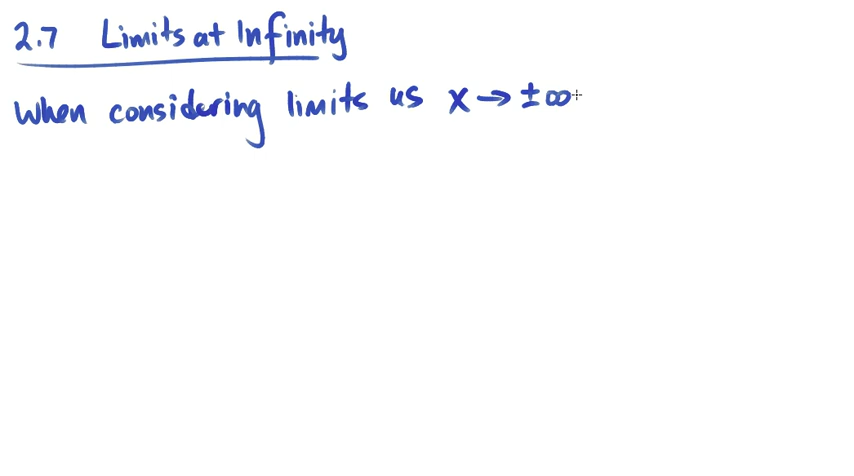 2.7 Limits at Infinity
When considering limits as x → ±∞